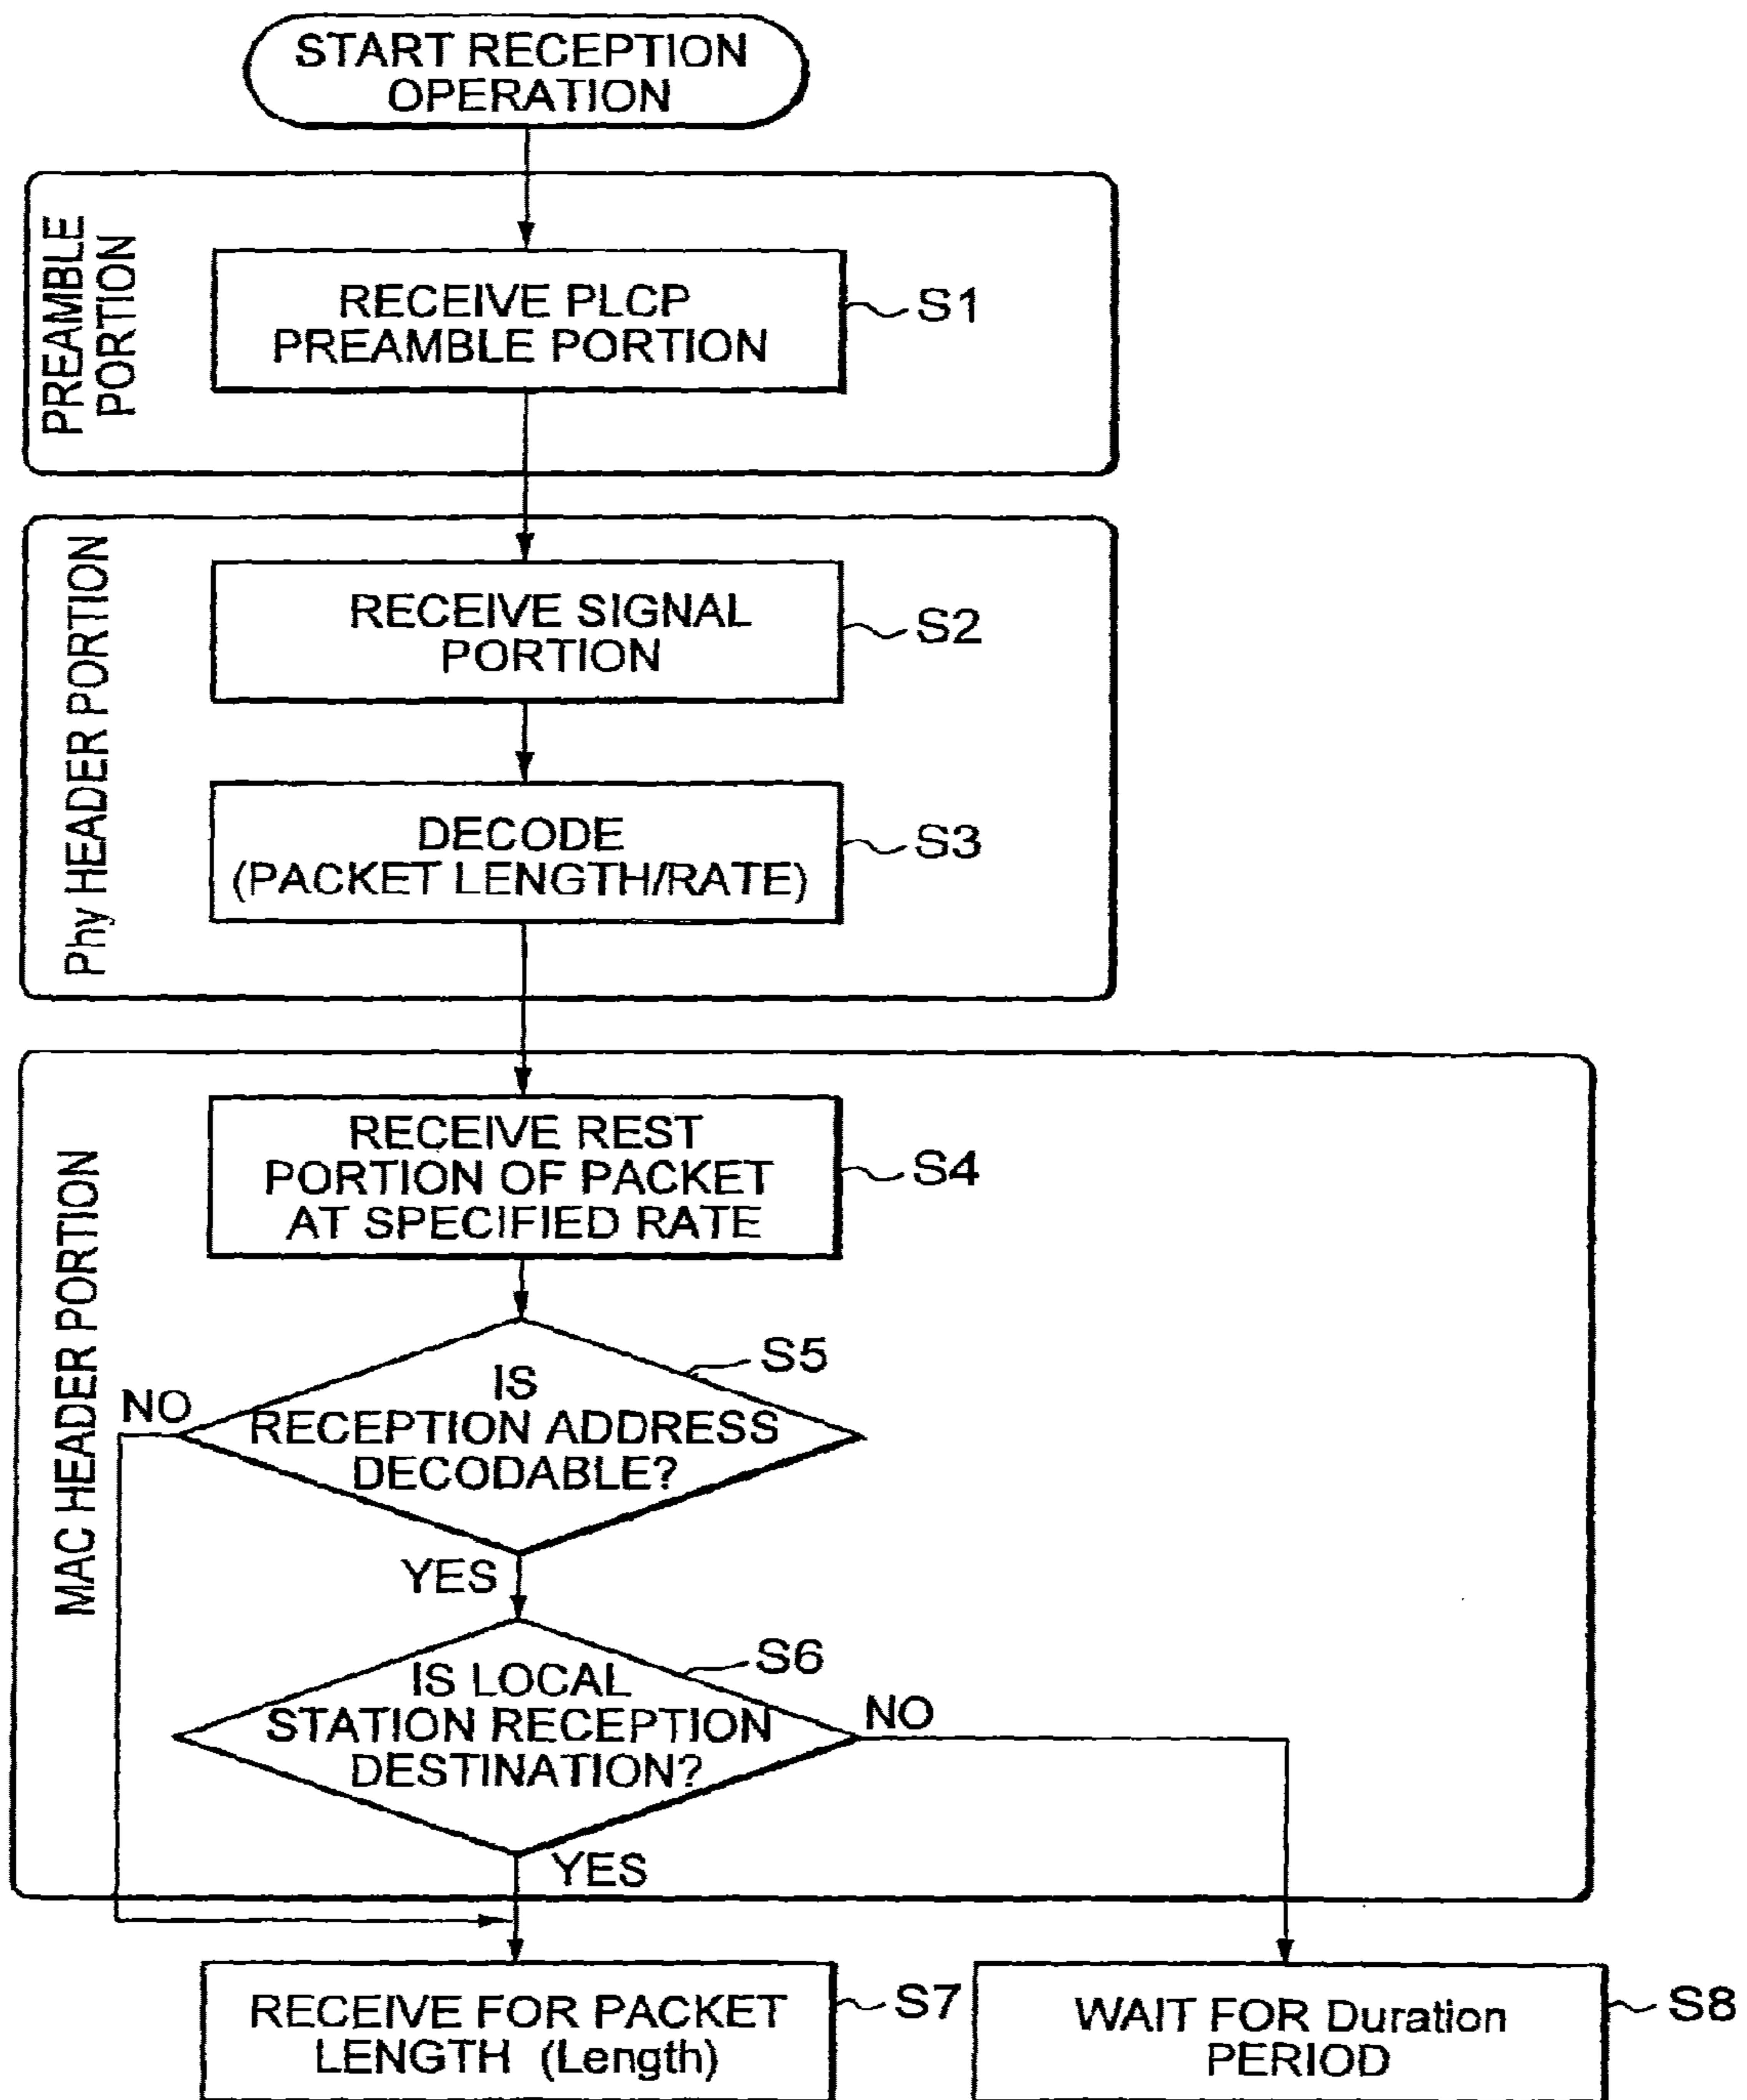 START RECEPTION
OPERATION
PREAMBLE
PORTION
RECEIVE PLCP
PREAMBLE PORTION
S1
Phy HEADER PORTION
RECEIVE SIGNAL
PORTION
S2
DECODE
(PACKET LENGTH/RATE)
S3
MAC HEADER PORTION
RECEIVE REST
PORTION OF PACKET
AT SPECIFIED RATE
S4
S5
IS
RECEPTION ADDRESS
DECODABLE?
NO
YES
S6
IS LOCAL
STATION RECEPTION
DESTINATION?
NO
YES
RECEIVE FOR PACKET
LENGTH (Length)
S7
WAIT FOR Duration
PERIOD
S8